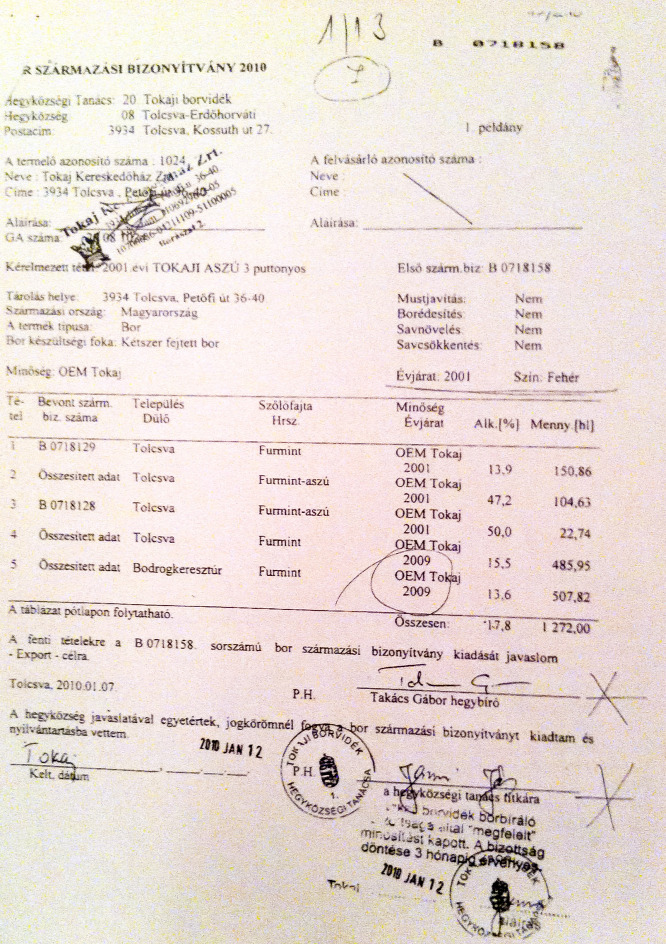 1/13
B 0718158
R SZÁRMAZÁSI BIZONYÍTVÁNY 2010
1
Hegyközségi Tanács: 20 Tokaji borvidék
Hegyközség 08 Tolcsva-Erdőhorváti
Postacím: 3934 Tolcsva, Kossuth ut 27.
1. peldány
A termelő azonosító száma : 1024
Neve : Tokaj Kereskedőház Zrt.
Címe : 3934 Tolcsva , Petőfi út 36-40
A felvásárló azonosító száma :
Neve :
Címe :
Aláírása:
GA száma:
Aláírása:
Kérelmezett tétel: 2001 évi TOKAJI ASZÚ 3 puttonyos
Első szárm.biz: B 0718158
Tárolás helye: 3934 Tolcsva, Petőfi út 36-40.
Származási ország: Magyarország
A termék típusa: Bor
Bor készültségi foka: Kétszer fejtett bor
Mustjavítás: Nem
Borédesítés: Nem
Savnövelés: Nem
Savcsökkentés: Nem
Minőség: OEM Tokaj
Évjárat: 2001 Szín: Fehér
Té- Bevont szárm. Település Szőlőfajta Minőség Alk.[%] Menny.[hl]
tel biz. száma Dűlő Hrsz. Évjárat
1 B 0718129 Tolcsva Furmint OEM Tokaj 2001 13,9 150,86
2 Összesített adat Tolcsva Furmint-aszú OEM Tokaj 2001 47,2 104,63
3 B 0718128 Tolcsva Furmint-aszú OEM Tokaj 2001 50,0 22,74
4 Összesített adat Tolcsva Furmint OEM Tokaj 2009 15,5 485,95
5 Összesített adat Bodrogkeresztúr Furmint OEM Tokaj 2009 13,6 507,82
A táblázat pótlapon folytatható. Összesen: 17,8 1 272,00
A fenti tételekre a B 0718158. sorszámú bor származási bizonyítvány kiadását javaslom
- Export - célra.
Tolcsva, 2010.01.07.
P.H.
Takács Gábor hegybíró
A hegyközség javaslatával egyetértek, jogkörömnél fogva a bor származási bizonyítványt kiadtam és
nyilvántartásba vettem.
2010 JAN 12
Tokaj
Kelt, dátum
P.H.
TOKAJI BORVIDÉK
HEGYKÖZSÉGI TANÁCSA
1.
a hegyközségi tanács titkára
borvidék borbíráló
által "megfelelt"
minősítést kapott. A bizottság
döntése 3 hónapig érvényes
2010 JAN 12
Tokaj